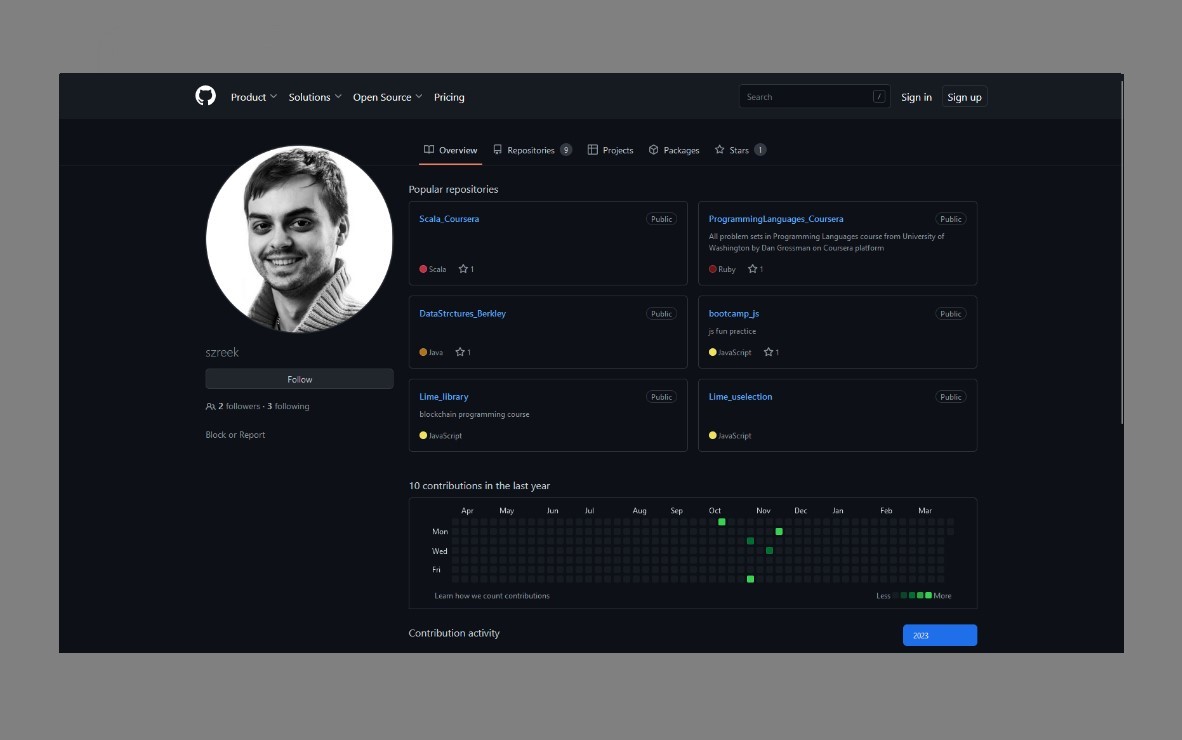 Product Solutions Open Source Pricing Search / Sign in Sign up
Overview Repositories 9 Projects Packages Stars 1
szreek
Follow
2 followers · 3 following
Block or Report
Popular repositories
Scala_Coursera Public
Scala 1
ProgrammingLanguages_Coursera Public
All problem sets in Programming Languages course from University of
Washington by Dan Grossman on Coursera platform
Ruby 1
DataStrctures_Berkley Public
Java 1
bootcamp_js Public
js fun practice
JavaScript 1
Lime_library Public
blockchain programming course
JavaScript
Lime_uselection Public
JavaScript
10 contributions in the last year
Apr May Jun Jul Aug Sep Oct Nov Dec Jan Feb Mar
Mon
Wed
Fri
Learn how we count contributions Less More
Contribution activity 2023